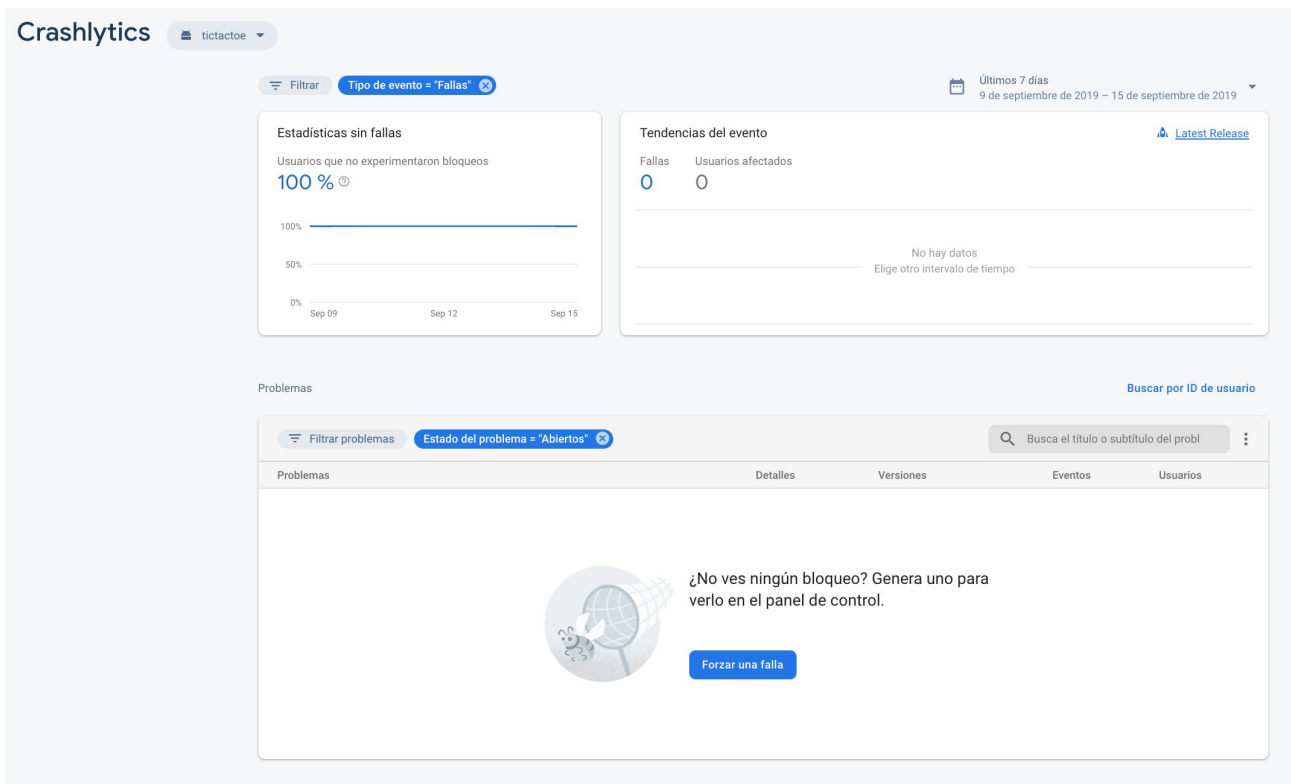 Crashlytics
tictactoe
Filtrar
Tipo de evento = "Fallas"
Últimos 7 días
9 de septiembre de 2019 – 15 de septiembre de 2019
Estadísticas sin fallas
Usuarios que no experimentaron bloqueos
100 %
100%
50%
0%
Sep 09
Sep 12
Sep 15
Tendencias del evento
Latest Release
Fallas
Usuarios afectados
0
0
No hay datos
Elige otro intervalo de tiempo
Problemas
Buscar por ID de usuario
Filtrar problemas
Estado del problema = "Abiertos"
Busca el título o subtítulo del probl
Problemas
Detalles
Versiones
Eventos
Usuarios
¿No ves ningún bloqueo? Genera uno para
verlo en el panel de control.
Forzar una falla